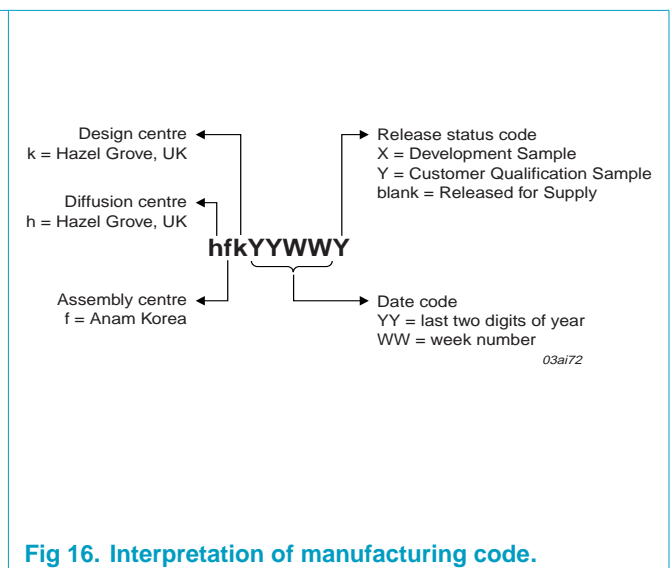 Design centre
k = Hazel Grove, UK
Diffusion centre
h = Hazel Grove, UK
Assembly centre
f = Anam Korea
hfkYYWWY
Release status code
X = Development Sample
Y = Customer Qualification Sample
blank = Released for Supply
Date code
YY = last two digits of year
WW = week number
03ai72
Fig 16. Interpretation of manufacturing code.